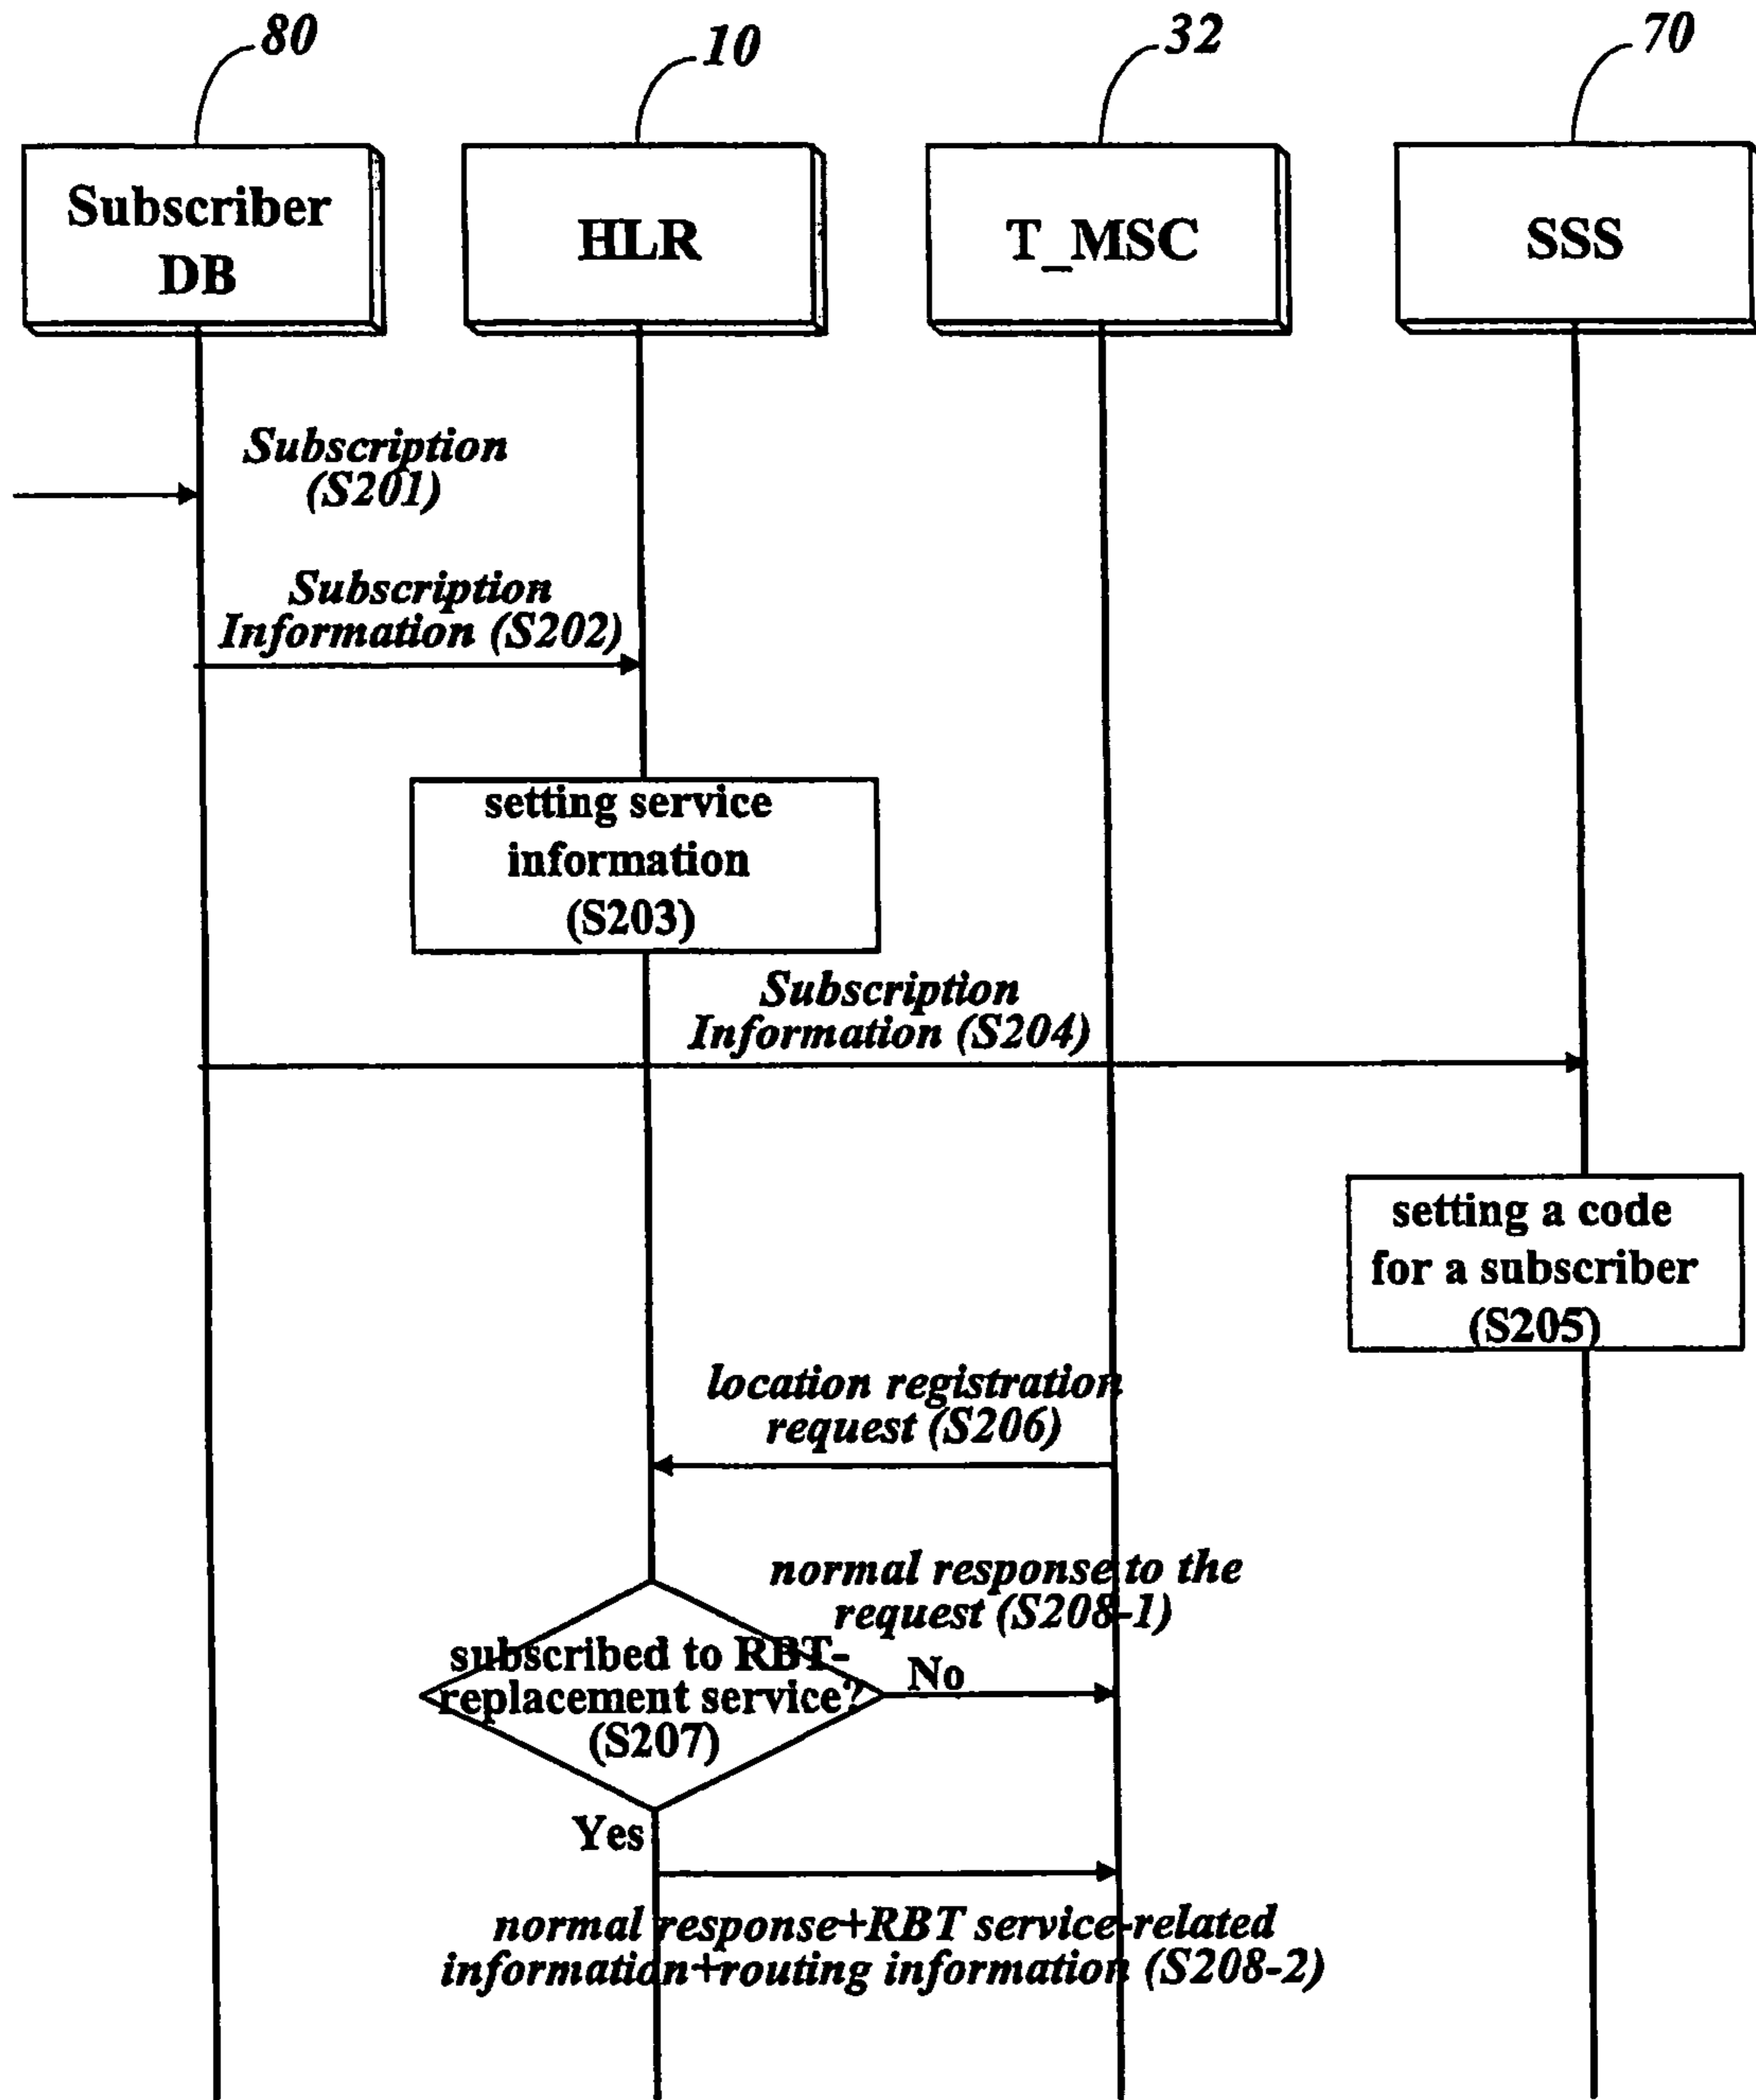 80
10
32
70
Subscriber
DB
HLR
T_MSC
SSS
Subscription
(S201)
Subscription
Information (S202)
setting service
information
(S203)
Subscription
Information (S204)
setting a code
for a subscriber
(S205)
location registration
request (S206)
normal response to the
request (S208-1)
subscribed to RBT-
replacement service?
(S207)
No
Yes
normal response+RBT service-related
information+routing information (S208-2)